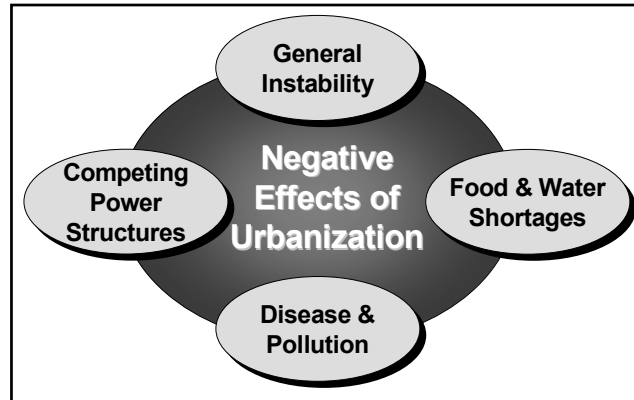 General
Instability
Negative
Effects of
Urbanization
Competing
Power
Structures
Food & Water
Shortages
Disease &
Pollution